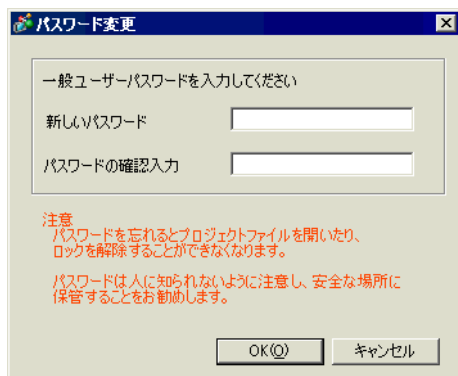 パスワード変更
一般ユーザーパスワードを入力してください
新しいパスワード
パスワードの確認入力
注意
パスワードを忘れるとプロジェクトファイルを開いたり、
ロックを解除することができなくなります。
パスワードは人に知られないように注意し、安全な場所に
保管することをお勧めします。
OK(O) キャンセル